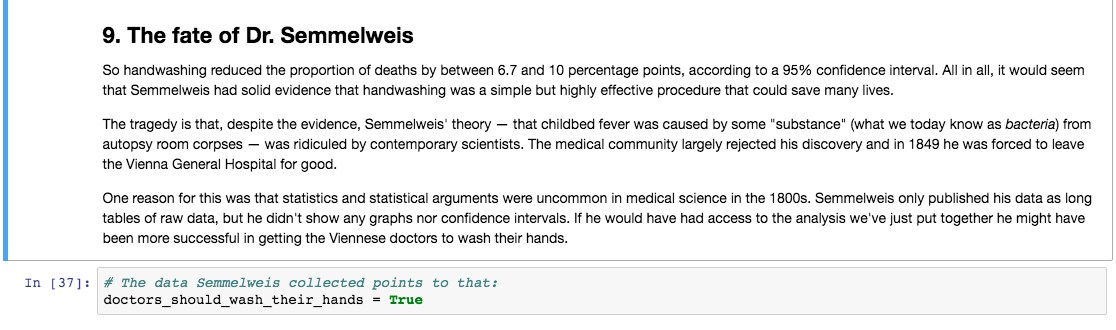 9. The fate of Dr. Semmelweis
So handwashing reduced the proportion of deaths by between 6.7 and 10 percentage points, according to a 95% confidence interval. All in all, it would seem
that Semmelweis had solid evidence that handwashing was a simple but highly effective procedure that could save many lives.
The tragedy is that, despite the evidence, Semmelweis' theory — that childbed fever was caused by some "substance" (what we today know as bacteria) from
autopsy room corpses — was ridiculed by contemporary scientists. The medical community largely rejected his discovery and in 1849 he was forced to leave
the Vienna General Hospital for good.
One reason for this was that statistics and statistical arguments were uncommon in medical science in the 1800s. Semmelweis only published his data as long
tables of raw data, but he didn't show any graphs nor confidence intervals. If he would have had access to the analysis we've just put together he might have
been more successful in getting the Viennese doctors to wash their hands.
In [37]: # The data Semmelweis collected points to that:
doctors_should_wash_their_hands = True